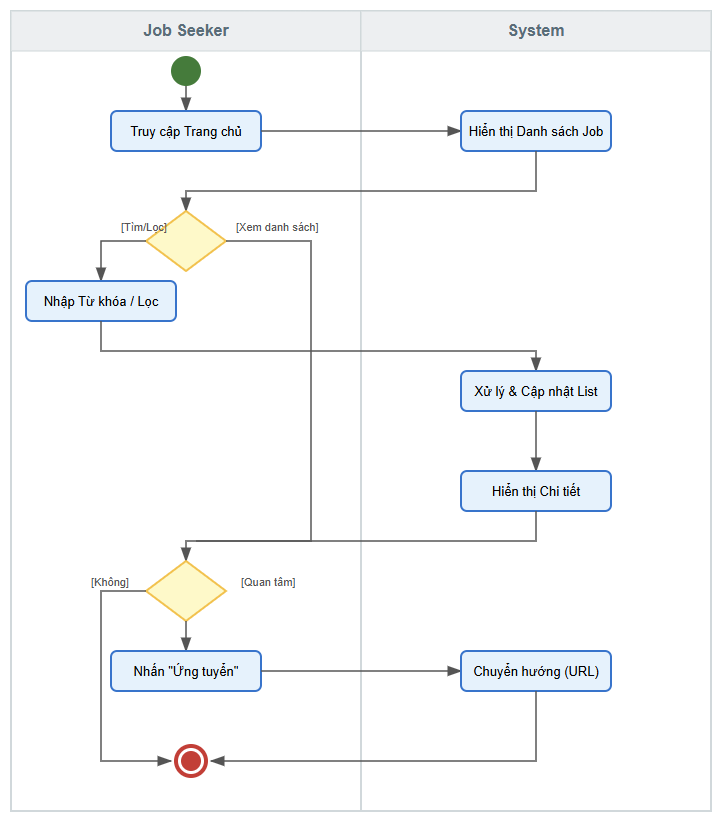 Job Seeker
System
Truy cập Trang chủ
Hiển thị Danh sách Job
[Tìm/Lọc]
[Xem danh sách]
Nhập Từ khóa / Lọc
Xử lý & Cập nhật List
Hiển thị Chi tiết
[Không]
[Quan tâm]
Nhấn "Ứng tuyển"
Chuyển hướng (URL)